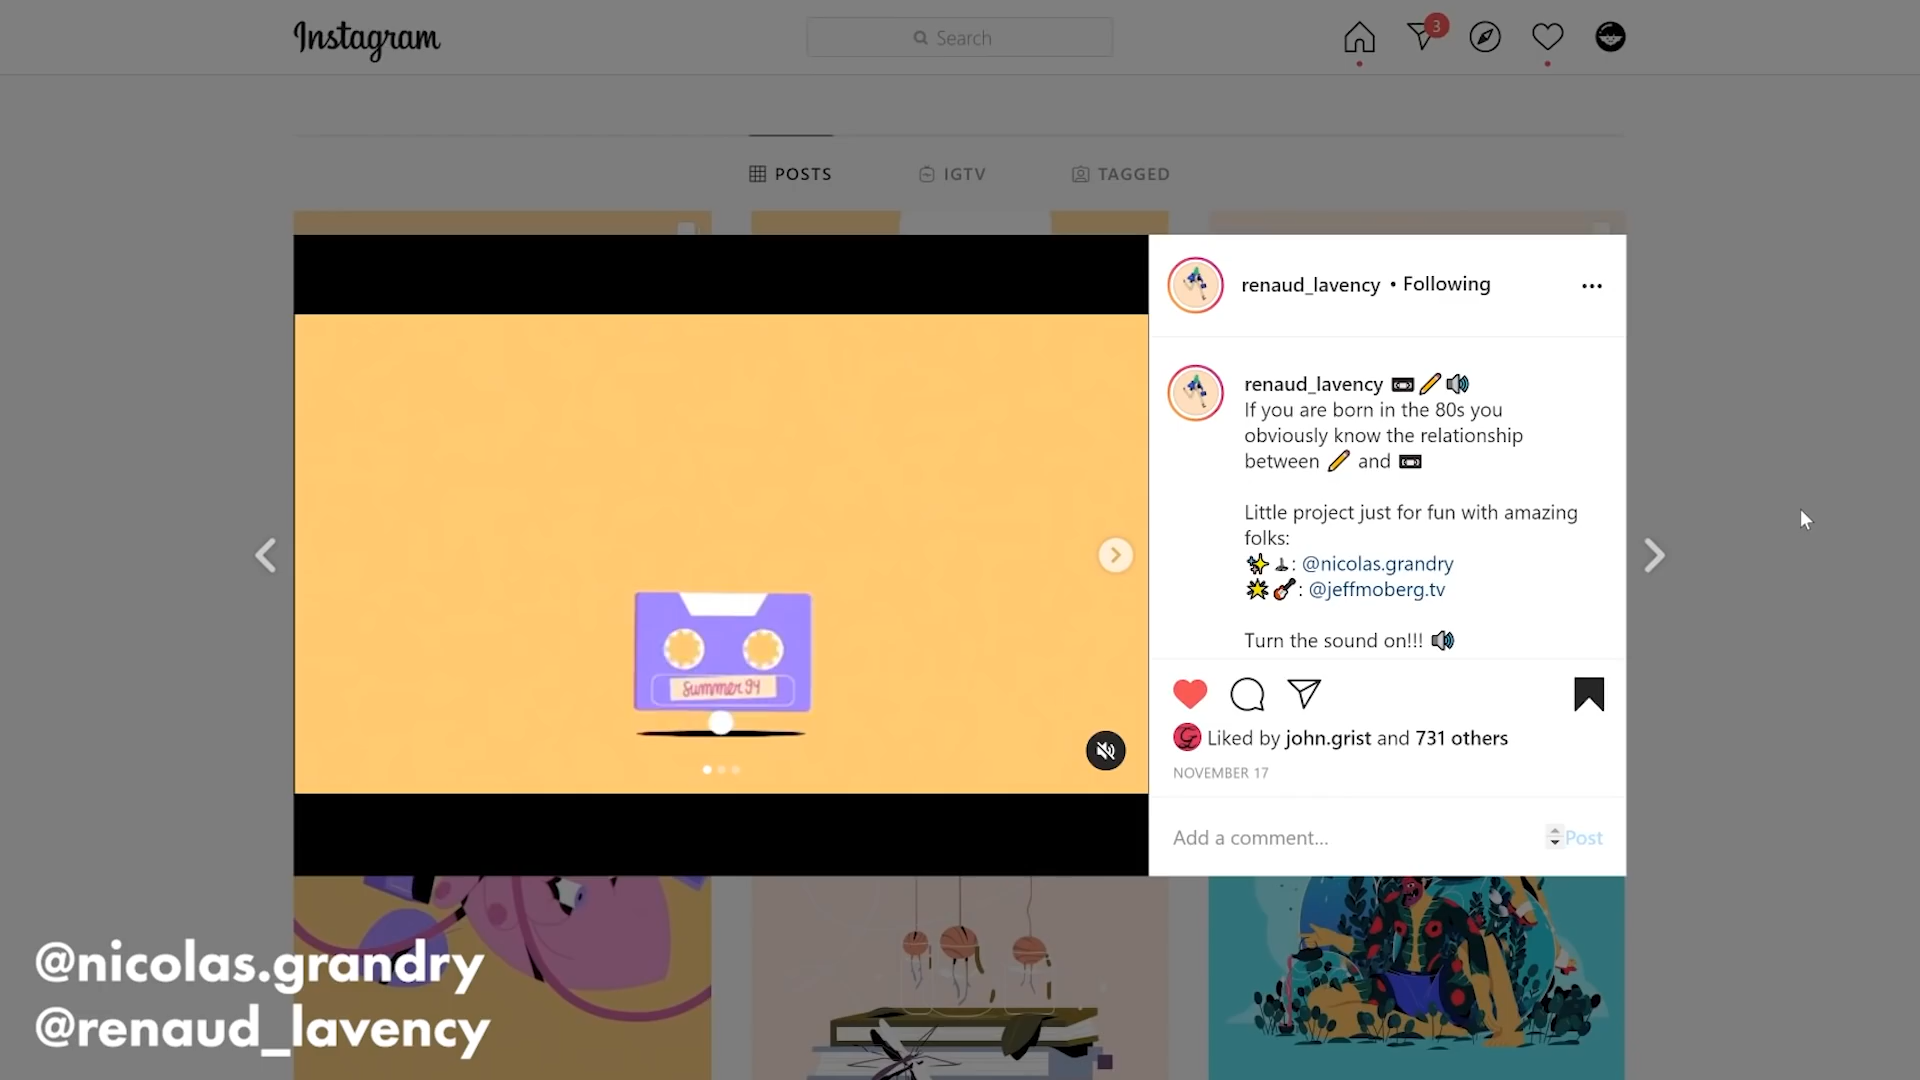 Instagram
Search
3
POSTS
IGTV
TAGGED
Summer 94
renaud_lavency • Following
renaud_lavency
If you are born in the 80s you
obviously know the relationship
between and
Little project just for fun with amazing
folks:
: @nicolas.grandry
: @jeffmoberg.tv
Turn the sound on!!!
Liked by john.grist and 731 others
NOVEMBER 17
Add a comment...
Post
@nicolas.grandry
@renaud_lavency